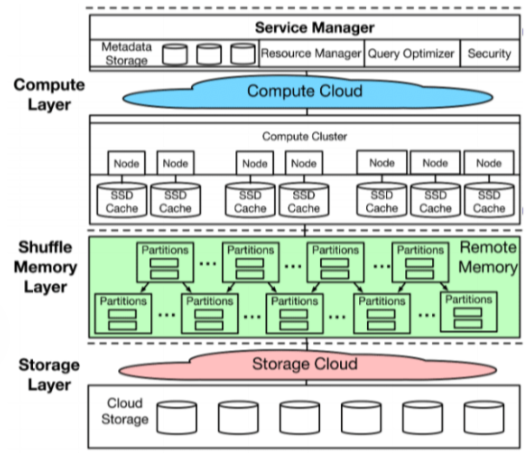 Service Manager
Metadata
Storage
Resource Manager
Query Optimizer
Security
Compute
Layer
Compute Cloud
Compute Cluster
Node
Node
Node
Node
Node
Node
Node
SSD
Cache
SSD
Cache
SSD
Cache
SSD
Cache
SSD
Cache
SSD
Cache
SSD
Cache
Shuffle
Memory
Layer
Partitions
...
Partitions
...
Partitions
...
Partitions
Remote
Memory
Partitions
...
Partitions
...
Partitions
...
Partitions
...
Partitions
Storage
Layer
Storage Cloud
Cloud
Storage